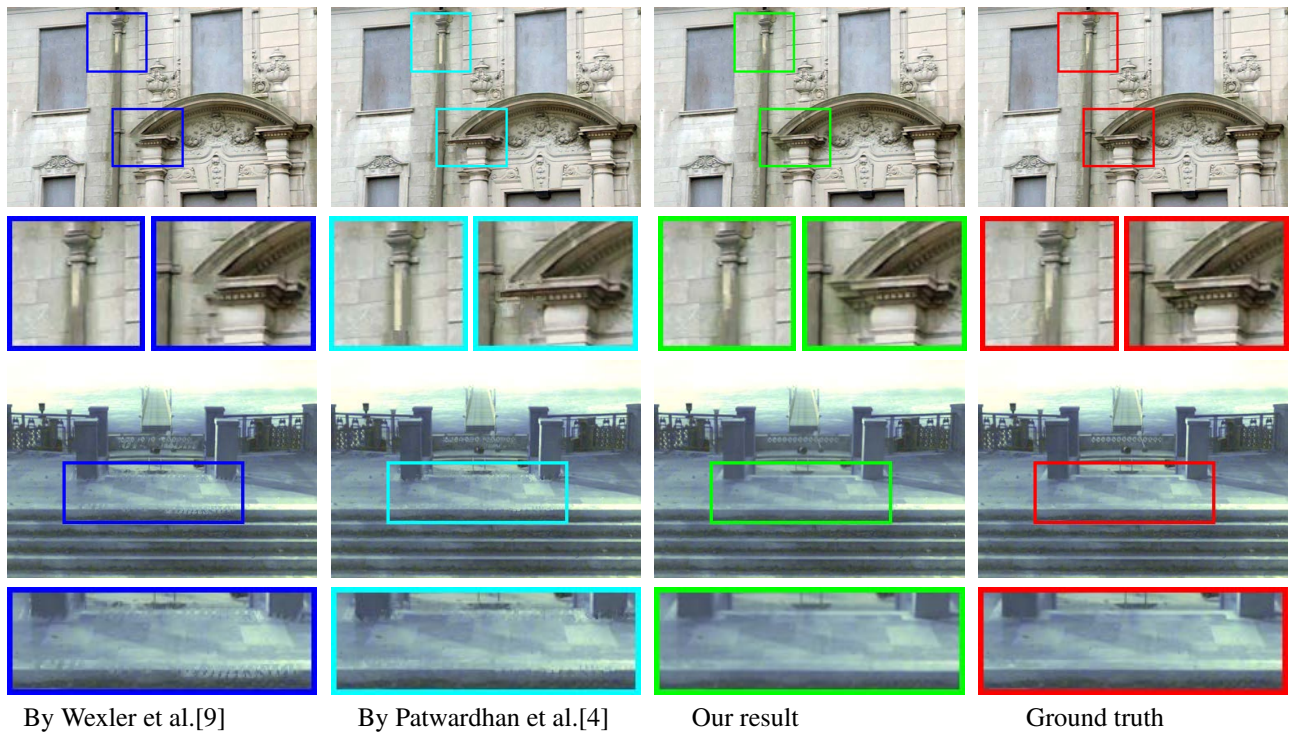 By Wexler et al.[9]
By Patwardhan et al.[4]
Our result
Ground truth